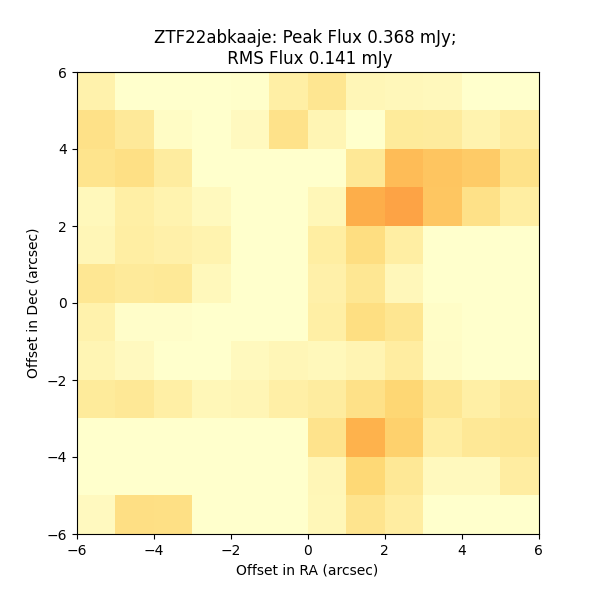 ZTF22abkaaje: Peak Flux 0.368 mJy;
RMS Flux 0.141 mJy
6
4
2
0
−2
−4
−6
Offset in Dec (arcsec)
−6 −4 −2 0 2 4 6
Offset in RA (arcsec)